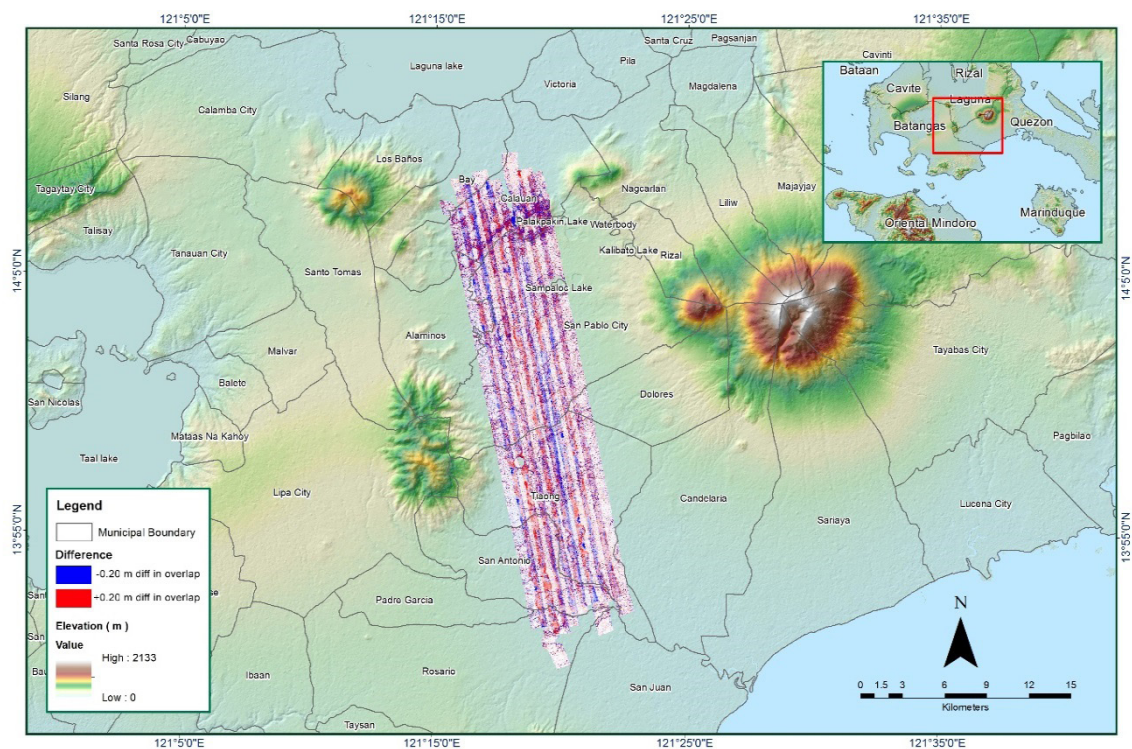 121°5'0"E
121°15'0"E
121°25'0"E
121°35'0"E
Santa Rosa City
Cabuyao
Laguna lake
Santa Cruz
Pagsanjan
Pila
Cavinti
Victoria
Magdalena
Silang
Calamba City
Los Baños
Bay
Calauan
Nagcarlan
Liliw
Majayjay
Tagaytay City
Talisay
Palakpakin Lake
Waterbody
Tanauan City
Kalibato Lake
Rizal
Santo Tomas
14°5'0"N
14°5'0"N
Sampaloc Lake
San Pablo City
Alaminos
Malvar
Tayabas City
Balete
Dolores
San Nicolas
Mataas Na Kahoy
Pagbilao
Taal lake
Lipa City
Tiaong
Candelaria
Lucena City
Sariaya
13°55'0"N
13°55'0"N
San Antonio
Padre Garcia
Ibaan
Rosario
San Juan
Taysan
Bataan
Rizal
Cavite
Laguna
Batangas
Quezon
Marinduque
Oriental Mindoro
Legend
Municipal Boundary
Difference
-0.20 m diff in overlap
+0.20 m diff in overlap
Elevation ( m )
Value
High : 2133
Low : 0
N
0 1.5 3 6 9 12 15
Kilometers
121°5'0"E
121°15'0"E
121°25'0"E
121°35'0"E